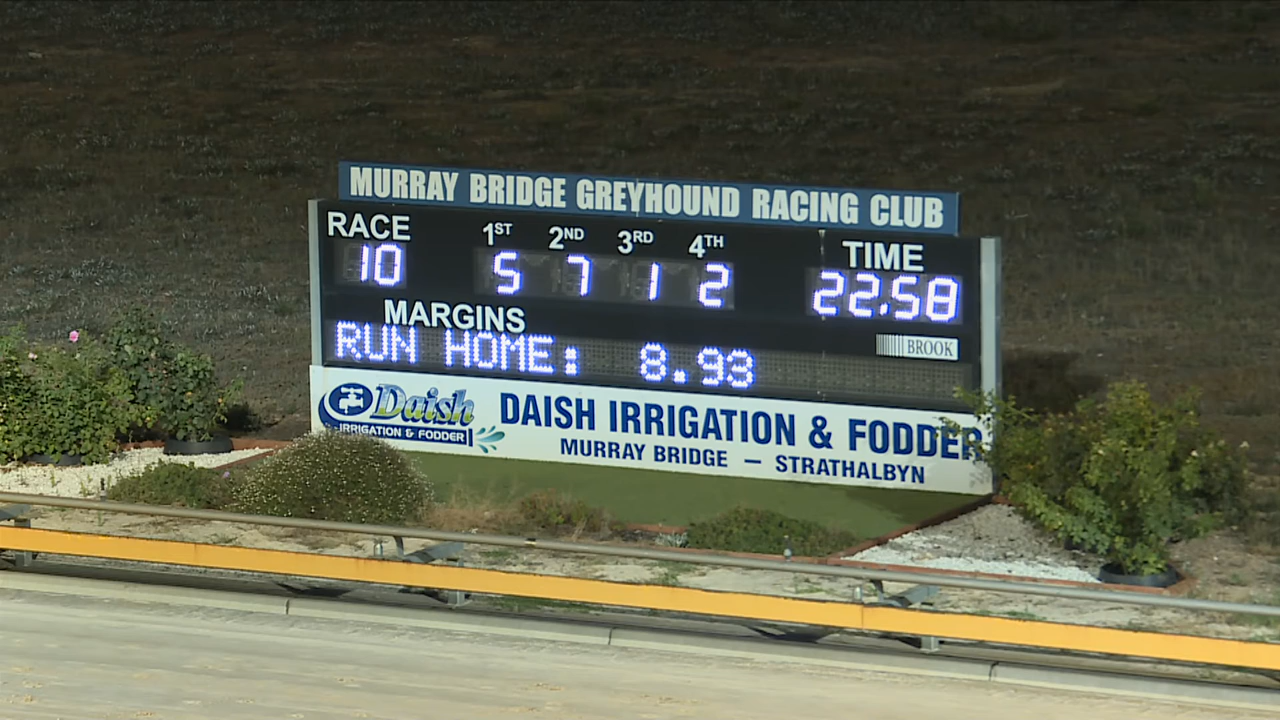 MURRAY BRIDGE GREYHOUND RACING CLUB
RACE 1ST 2ND 3RD 4TH TIME
10 5 7 1 2 22.58
MARGINS
BROOK
RUN HOME: 8.93
Daish
IRRIGATION & FODDER
DAISH IRRIGATION & FODDER
MURRAY BRIDGE – STRATHALBYN